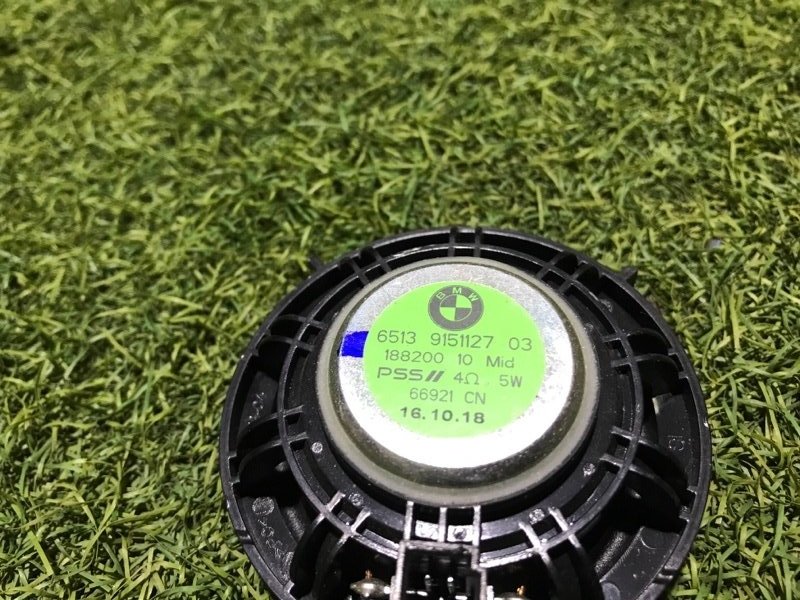 BMW
6513 9151127 03
188200 10 Mid
PSS// 4Ω, 5W
66921 CN
16.10.18